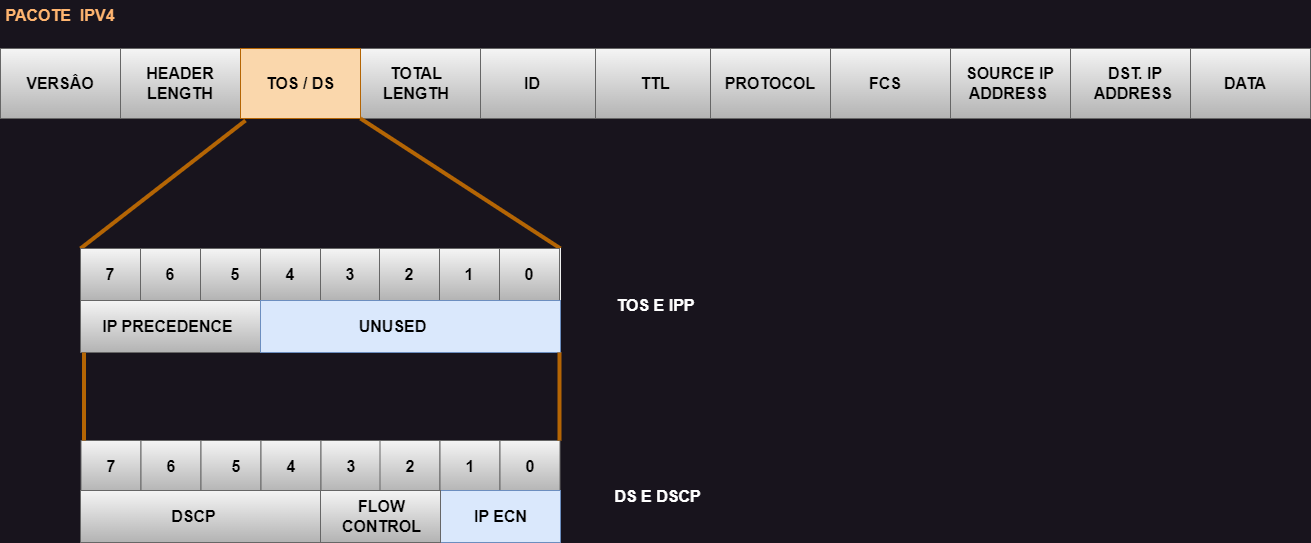 PACOTE IPV4
VERSÂO
HEADER
LENGTH
TOS / DS
TOTAL
LENGTH
ID
TTL
PROTOCOL
FCS
SOURCE IP
ADDRESS
DST. IP
ADDRESS
DATA
7 6 5 4 3 2 1 0
IP PRECEDENCE
UNUSED
TOS E IPP
7 6 5 4 3 2 1 0
DSCP
FLOW
CONTROL
IP ECN
DS E DSCP